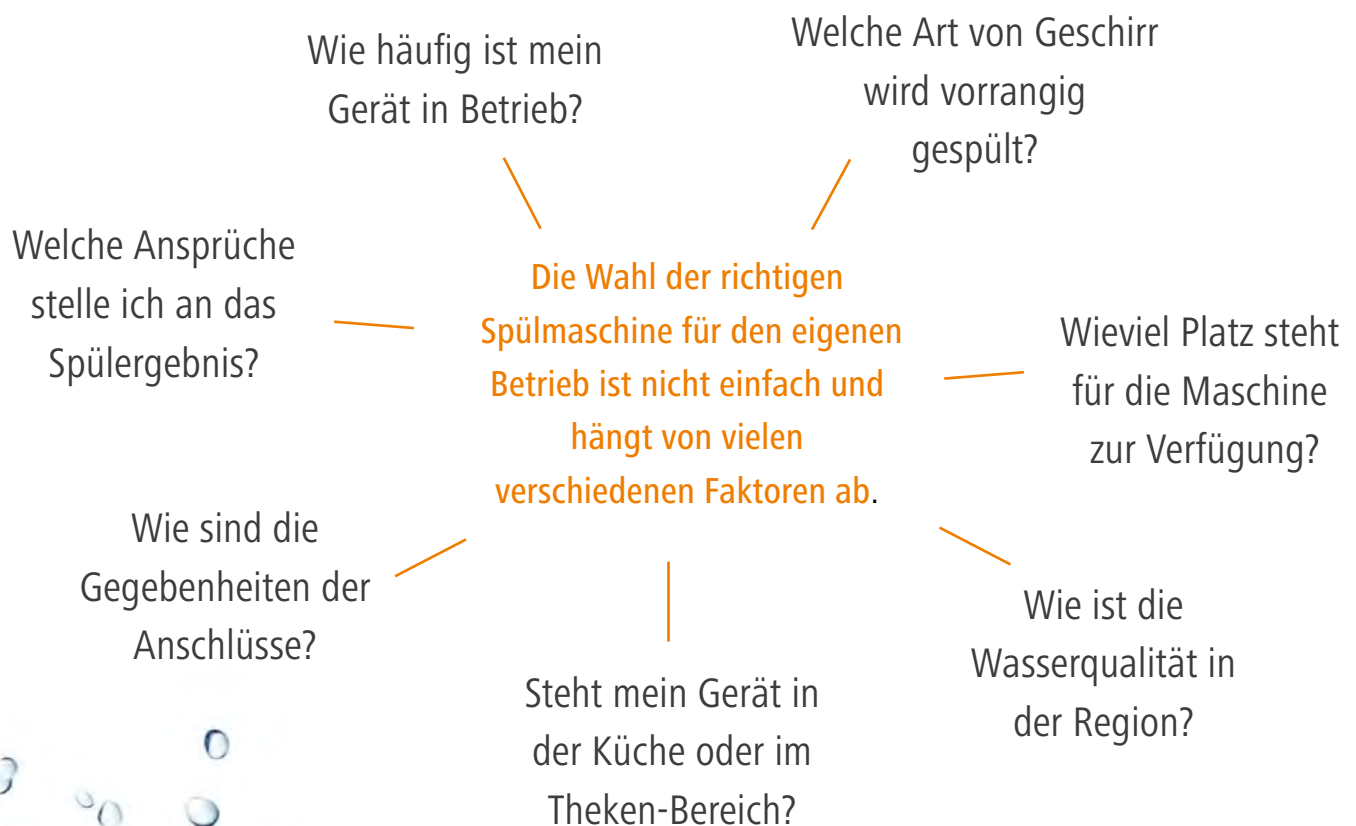 Wie häufig ist mein
Gerät in Betrieb?
Welche Art von Geschirr
wird vorrangig
gespült?
Welche Ansprüche
stelle ich an das
Spülergebnis?
Die Wahl der richtigen
Spülmaschine für den eigenen
Betrieb ist nicht einfach und
hängt von vielen
verschiedenen Faktoren ab.
Wieviel Platz steht
für die Maschine
zur Verfügung?
Wie sind die
Gegebenheiten der
Anschlüsse?
Steht mein Gerät in
der Küche oder im
Theken-Bereich?
Wie ist die
Wasserqualität in
der Region?